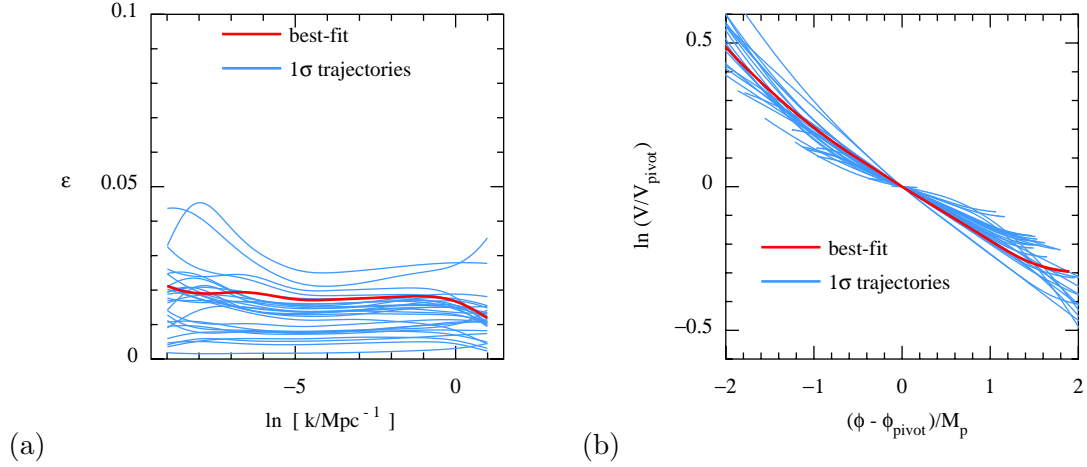 best-fit
1σ trajectories
0.1
ε
0.05
0
−5
0
ln [ k/Mpc⁻¹ ]
(a)
0.5
ln (V/V_pivot)
0
best-fit
1σ trajectories
−0.5
−2
−1
0
1
2
(ϕ - ϕ_pivot)/M_p
(b)